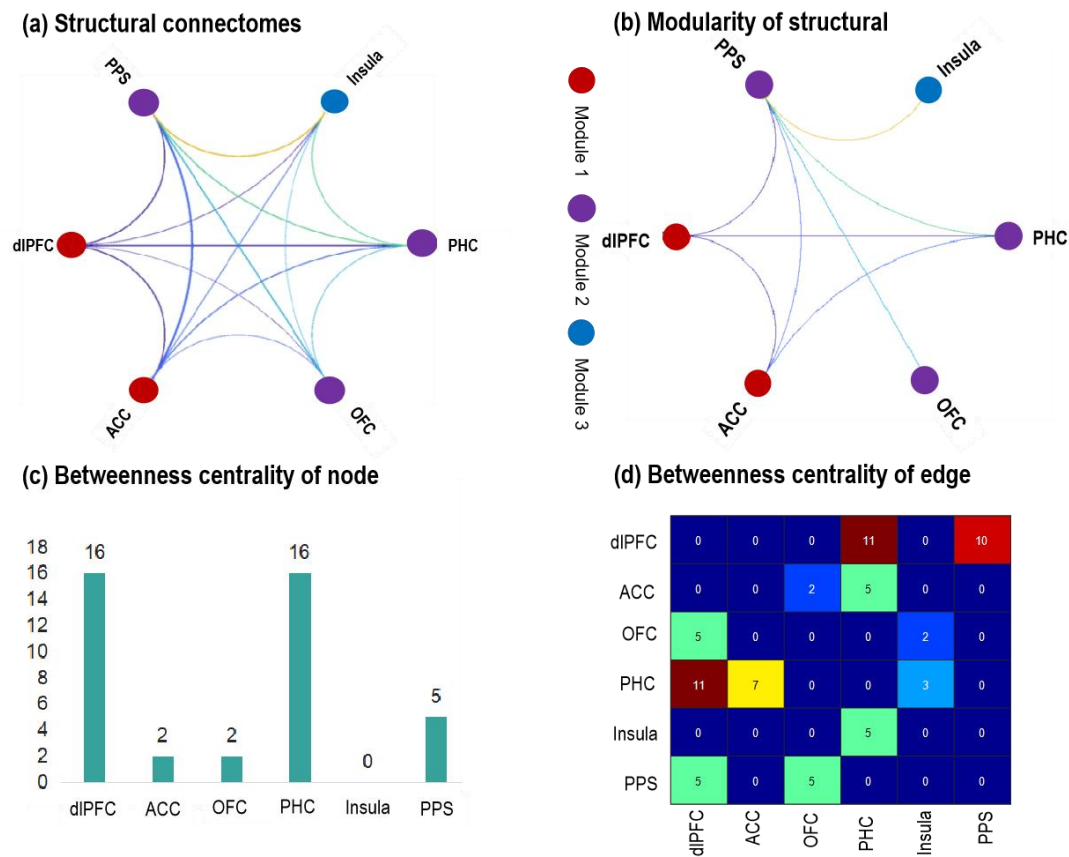 (a) Structural connectomes
PPS
Insula
dlPFC
PHC
ACC
OFC
(b) Modularity of structural
PPS
Insula
dlPFC
PHC
ACC
OFC
Module 1
Module 2
Module 3
(c) Betweenness centrality of node
18
16
14
12
10
8
6
4
2
0
16
2
2
16
0
5
dlPFC ACC OFC PHC Insula PPS
(d) Betweenness centrality of edge
dlPFC 0 0 0 11 0 10
ACC 0 0 2 5 0 0
OFC 5 0 0 0 2 0
PHC 11 7 0 0 3 0
Insula 0 0 0 5 0 0
PPS 5 0 5 0 0 0
dlPFC ACC OFC PHC Insula PPS